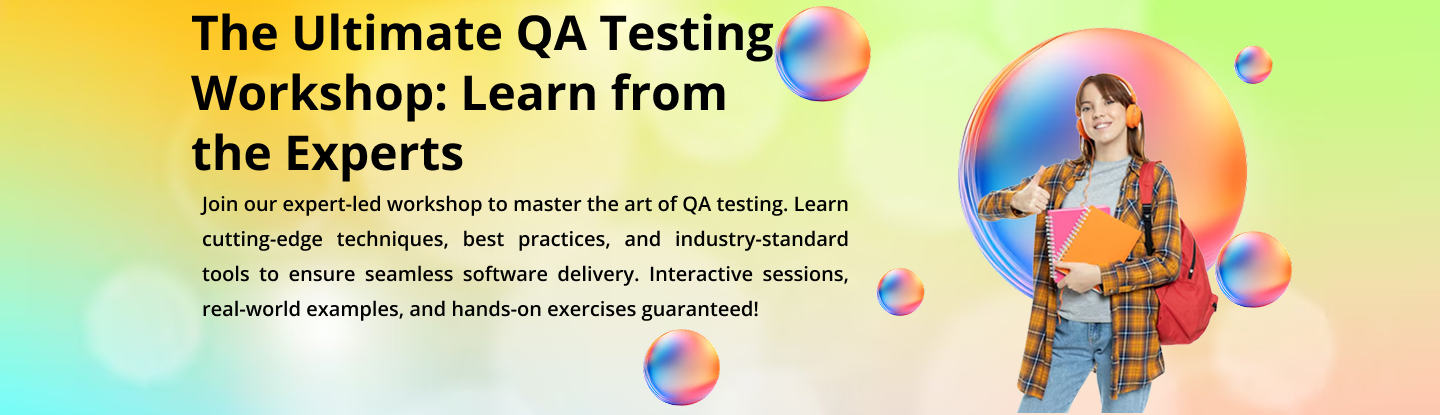 The Ultimate QA Testing
Workshop: Learn from
the Experts
Join our expert-led workshop to master the art of QA testing. Learn
cutting-edge techniques, best practices, and industry-standard
tools to ensure seamless software delivery. Interactive sessions,
real-world examples, and hands-on exercises guaranteed!